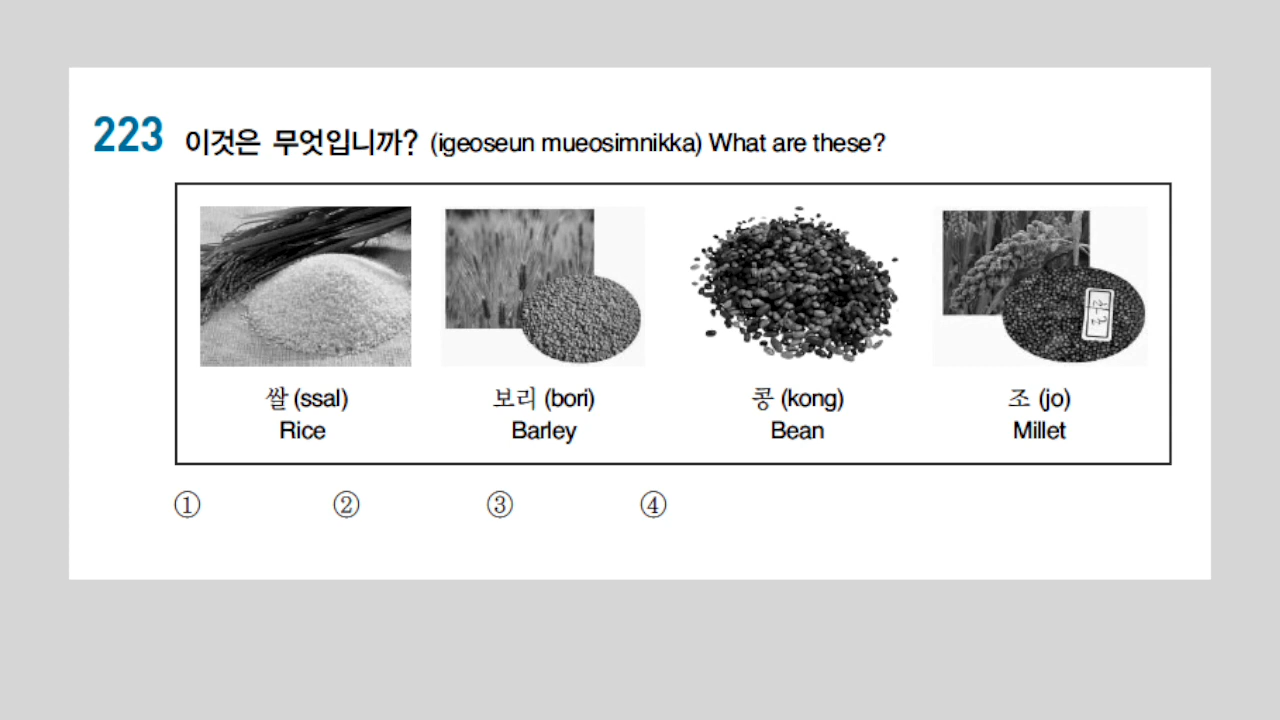 223 이것은 무엇입니까? (igeoseun mueosimnikka) What are these?
쌀 (ssal) 보리 (bori) 콩 (kong) 조 (jo)
Rice Barley Bean Millet
① ② ③ ④